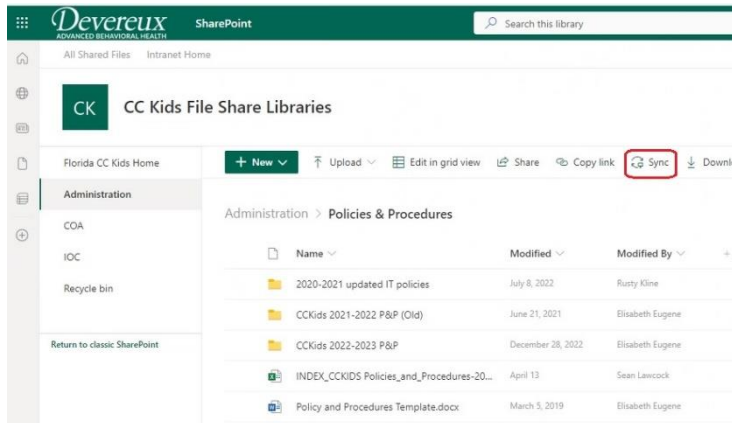 Devereux
ADVANCED BEHAVIORAL HEALTH
SharePoint
Search this library
All Shared Files Intranet Home
CK CC Kids File Share Libraries
Florida CC Kids Home
Administration
COA
IOC
Recycle bin
Return to classic SharePoint
+ New Upload Edit in grid view Share Copy link Sync Downl
Administration > Policies & Procedures
Name Modified Modified By +
2020-2021 updated IT policies July 8, 2022 Rusty Kline
CCKids 2021-2022 P&P (Old) June 21, 2021 Elisabeth Eugene
CCKids 2022-2023 P&P December 28, 2022 Elisabeth Eugene
INDEX_CCKIDS Policies_and_Procedures-20... April 13 Sean Lawcock
Policy and Procedures Template.docx March 5, 2019 Elisabeth Eugene